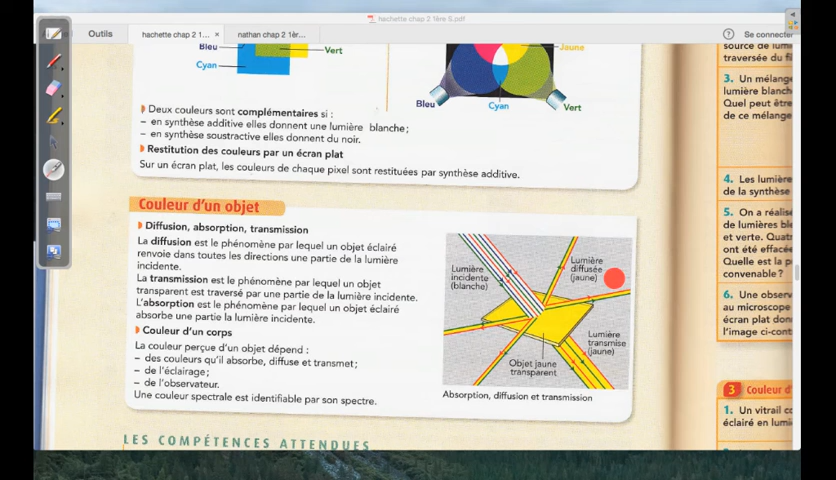 hachette chap 2 1ère S.pdf
Outils
hachette chap 2 1... ×
nathan chap 2 1èr...
Se connecter
Bleu
Vert
Cyan
Jaune
Bleu
Cyan
Vert
Deux couleurs sont complémentaires si :
– en synthèse additive elles donnent une lumière blanche ;
– en synthèse soustractive elles donnent du noir.
Restitution des couleurs par un écran plat
Sur un écran plat, les couleurs de chaque pixel sont restituées par synthèse additive.
Couleur d'un objet
Diffusion, absorption, transmission
La diffusion est le phénomène par lequel un objet éclairé
renvoie dans toutes les directions une partie de la lumière
incidente.
La transmission est le phénomène par lequel un objet
transparent est traversé par une partie de la lumière incidente.
L'absorption est le phénomène par lequel un objet éclairé
absorbe une partie la lumière incidente.
Couleur d'un corps
La couleur perçue d'un objet dépend :
– des couleurs qu'il absorbe, diffuse et transmet ;
– de l'éclairage ;
– de l'observateur.
Une couleur spectrale est identifiable par son spectre.
Lumière
incidente
(blanche)
Lumière
diffusée
(jaune)
Lumière
transmise
(jaune)
Objet jaune
transparent
Absorption, diffusion et transmission
LES COMPÉTENCES ATTENDUES
source de lum
traversée du fi
3. Un mélange
lumière blanch
Quel peut être
de ce mélange
4. Les lumière
de la synthèse
5. On a réalis
de lumières ble
et verte. Quat
ont été effacé
Quelle est la p
convenable ?
6. Une observ
au microscope
écran plat don
l'image ci-cont
3 Couleur d'
1. Un vitrail co
éclairé en lumi